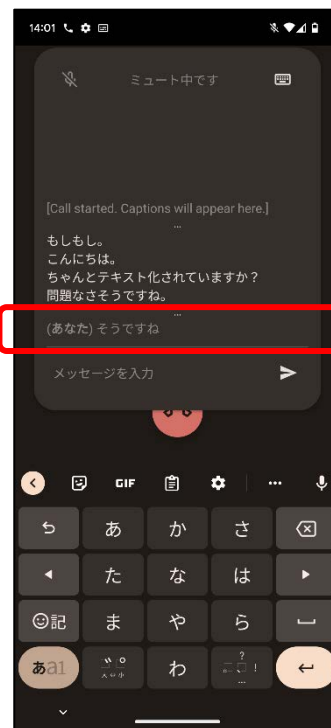 14:01
ミュート中です
[Call started. Captions will appear here.]
...
もしもし。
こんにちは。
ちゃんとテキスト化されていますか？
問題なさそうですね。
...
(あなた) そうですね
メッセージを入力
GIF
あ か さ
た な は
記 ま や ら
あa1 わ